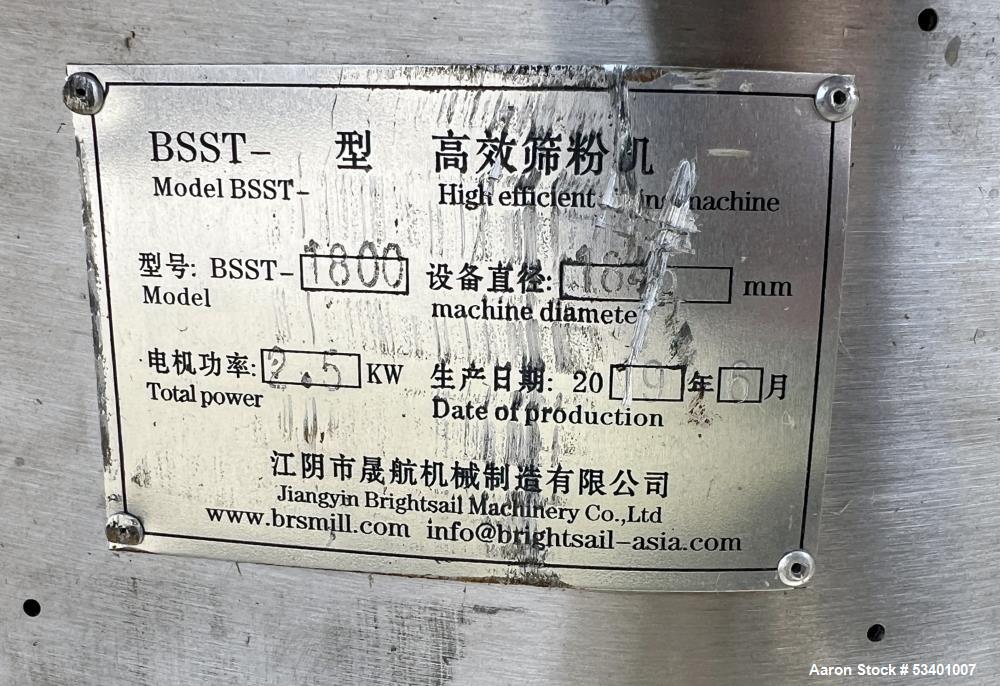 BSST- 型 高效筛粉机
Model BSST- High efficient machine
型号: BSST-1800 设备直径: mm
Model machine diamete
电机功率: 2.5 KW 生产日期: 20 9 年 6 月
Total power Date of production
江阴市晟航机械制造有限公司
Jiangyin Brightsail Machinery Co.,Ltd
www.brsmill.com info@brightsail-asia.com
Aaron Stock # 53401007